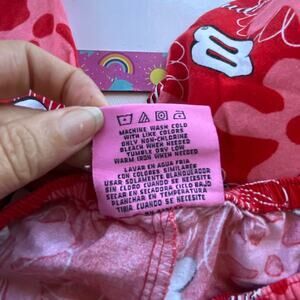 MACHINE WASH COLD
WITH LIKE COLORS
ONLY NON-CHLORINE
BLEACH WHEN NEEDED
TUMBLE DRY LOW
WARM IRON WHEN NEEDED
LAVAR EN AGUA FRIA
CON COLORES SIMILARES
USAR SOLAMENTE BLANQUEADOR
SIN CLORO CUANDO SE NECESITE
SECAR EN SECADORA CICLO BAJO
PLANCHAR CON PLANCHA
TIBIA CUANDO SE NECESITE